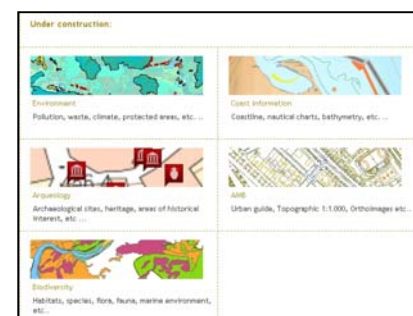 Under construction:
Environment
Pollution, waste, climate, protected areas, etc. ...
Coast information
Coastline, nautical charts, bathymetry, etc. ...
Arqueology
Archaeological sites, heritage, areas of historical
interest, etc ...
AMB
Urban guide, Topographic 1:1.000, Orthoimages etc..
Biodiversity
Habitats, species, flora, fauna, marine environment,
etc..